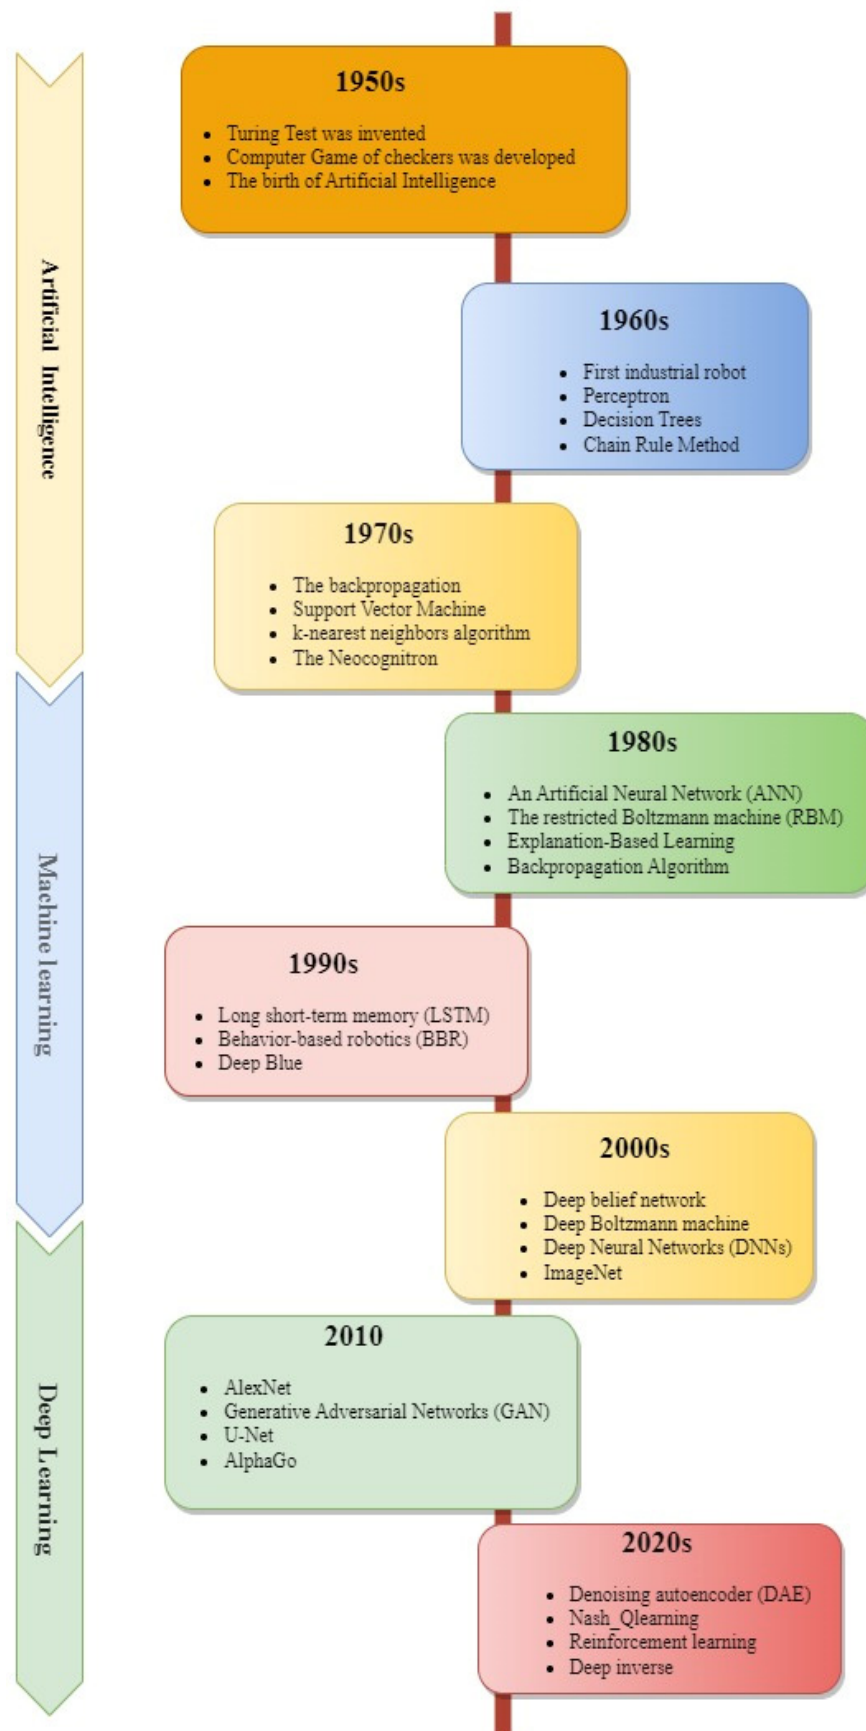 Artificial Intelligence
1950s
• Turing Test was invented
• Computer Game of checkers was developed
• The birth of Artificial Intelligence
1960s
• First industrial robot
• Perceptron
• Decision Trees
• Chain Rule Method
1970s
• The backpropagation
• Support Vector Machine
• k-nearest neighbors algorithm
• The Neocognitron
Machine learning
1980s
• An Artificial Neural Network (ANN)
• The restricted Boltzmann machine (RBM)
• Explanation-Based Learning
• Backpropagation Algorithm
1990s
• Long short-term memory (LSTM)
• Behavior-based robotics (BBR)
• Deep Blue
2000s
• Deep belief network
• Deep Boltzmann machine
• Deep Neural Networks (DNNs)
• ImageNet
Deep Learning
2010
• AlexNet
• Generative Adversarial Networks (GAN)
• U-Net
• AlphaGo
2020s
• Denoising autoencoder (DAE)
• Nash_Qlearning
• Reinforcement learning
• Deep inverse